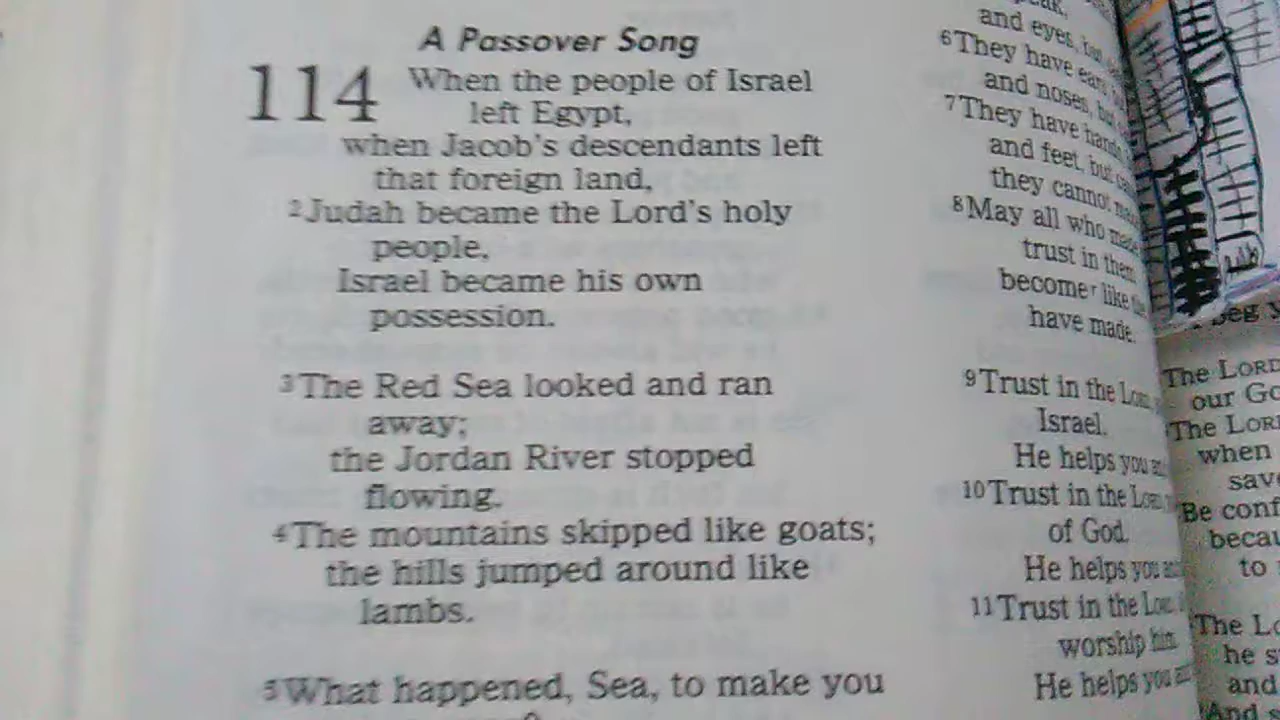 A Passover Song
114 When the people of Israel
left Egypt,
when Jacob's descendants left
that foreign land,
2 Judah became the Lord's holy
people,
Israel became his own
possession.
3 The Red Sea looked and ran
away;
the Jordan River stopped
flowing.
4 The mountains skipped like goats;
the hills jumped around like
lambs.
5 What happened, Sea, to make you
and eyes,
6 They have ears,
and noses,
7 They have hands
and feet, but
they cannot
8 May all who made
trust in them
become like
have made.
9 Trust in the LORD,
Israel.
He helps you
10 Trust in the LORD,
of God.
He helps you
11 Trust in the LORD,
worship him.
He helps you
beg
The LORD
our
The LORD
when
Be
to
The
he
and
And